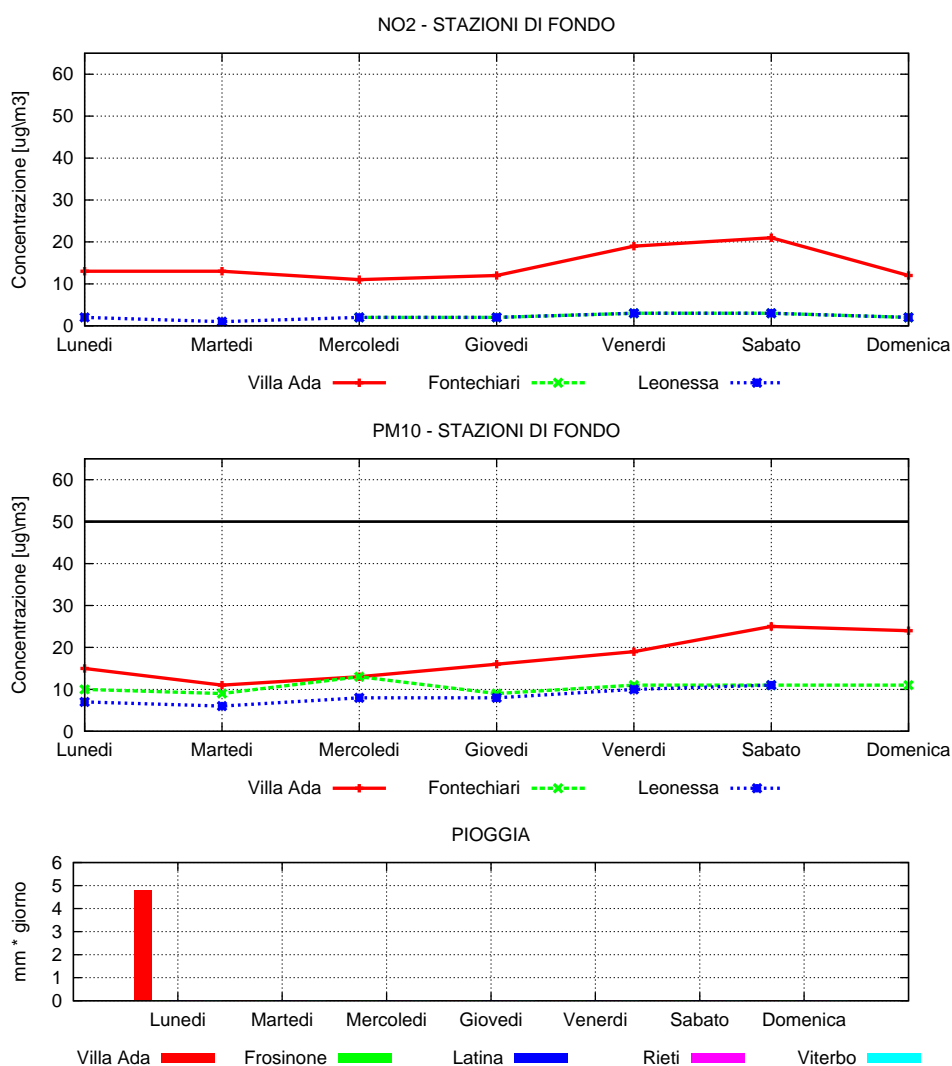 NO2 - STAZIONI DI FONDO
Concentrazione [ug\m3]
60
50
40
30
20
10
0
Lunedi Martedi Mercoledi Giovedi Venerdi Sabato Domenica
Villa Ada Fontechiari Leonessa
PM10 - STAZIONI DI FONDO
Concentrazione [ug\m3]
60
50
40
30
20
10
0
Lunedi Martedi Mercoledi Giovedi Venerdi Sabato Domenica
Villa Ada Fontechiari Leonessa
PIOGGIA
mm * giorno
6
5
4
3
2
1
0
Lunedi Martedi Mercoledi Giovedi Venerdi Sabato Domenica
Villa Ada Frosinone Latina Rieti Viterbo